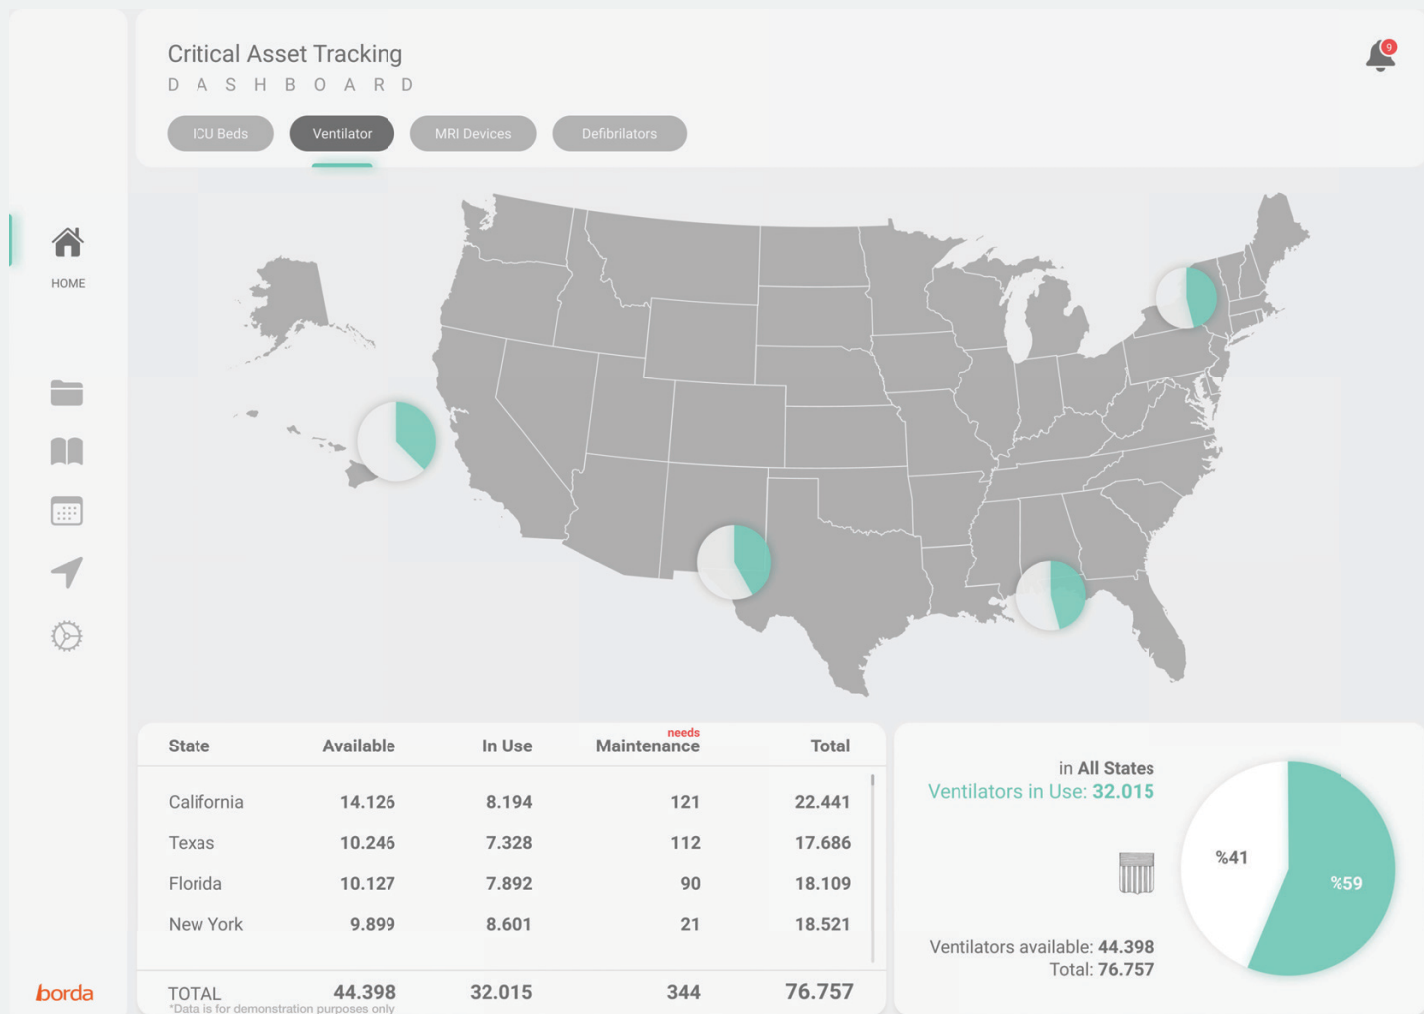 Critical Asset Tracking
DASHBOARD
9
ICU Beds
Ventilator
MRI Devices
Defibrilators
HOME
needs
State Available In Use Maintenance Total
California 14.126 8.194 121 22.441
Texas 10.246 7.328 112 17.686
Florida 10.127 7.892 90 18.109
New York 9.899 8.601 21 18.521
TOTAL 44.398 32.015 344 76.757
*Data is for demonstration purposes only
in All States
Ventilators in Use: 32.015
%41
%59
Ventilators available: 44.398
Total: 76.757
borda